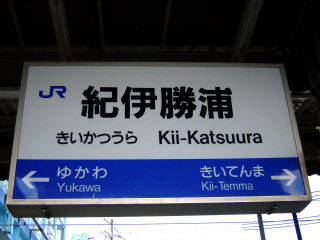 JR 紀伊勝浦
きいかつうら Kii-Katsuura
ゆかわ きいてんま
Yukawa Kii-Temma